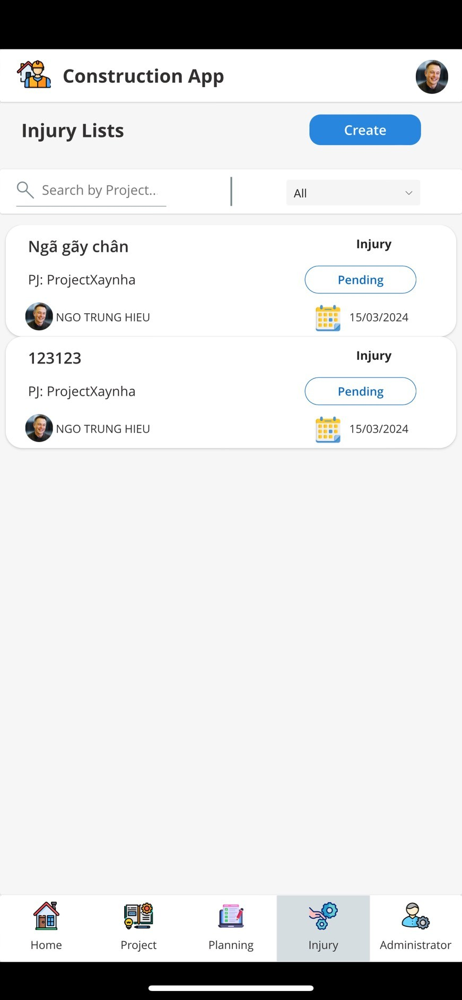 Construction App
Injury Lists
Create
Search by Project..
All
Ngã gãy chân
Injury
PJ: ProjectXaynha
Pending
NGO TRUNG HIEU
15/03/2024
123123
Injury
PJ: ProjectXaynha
Pending
NGO TRUNG HIEU
15/03/2024
Home
Project
Planning
Injury
Administrator